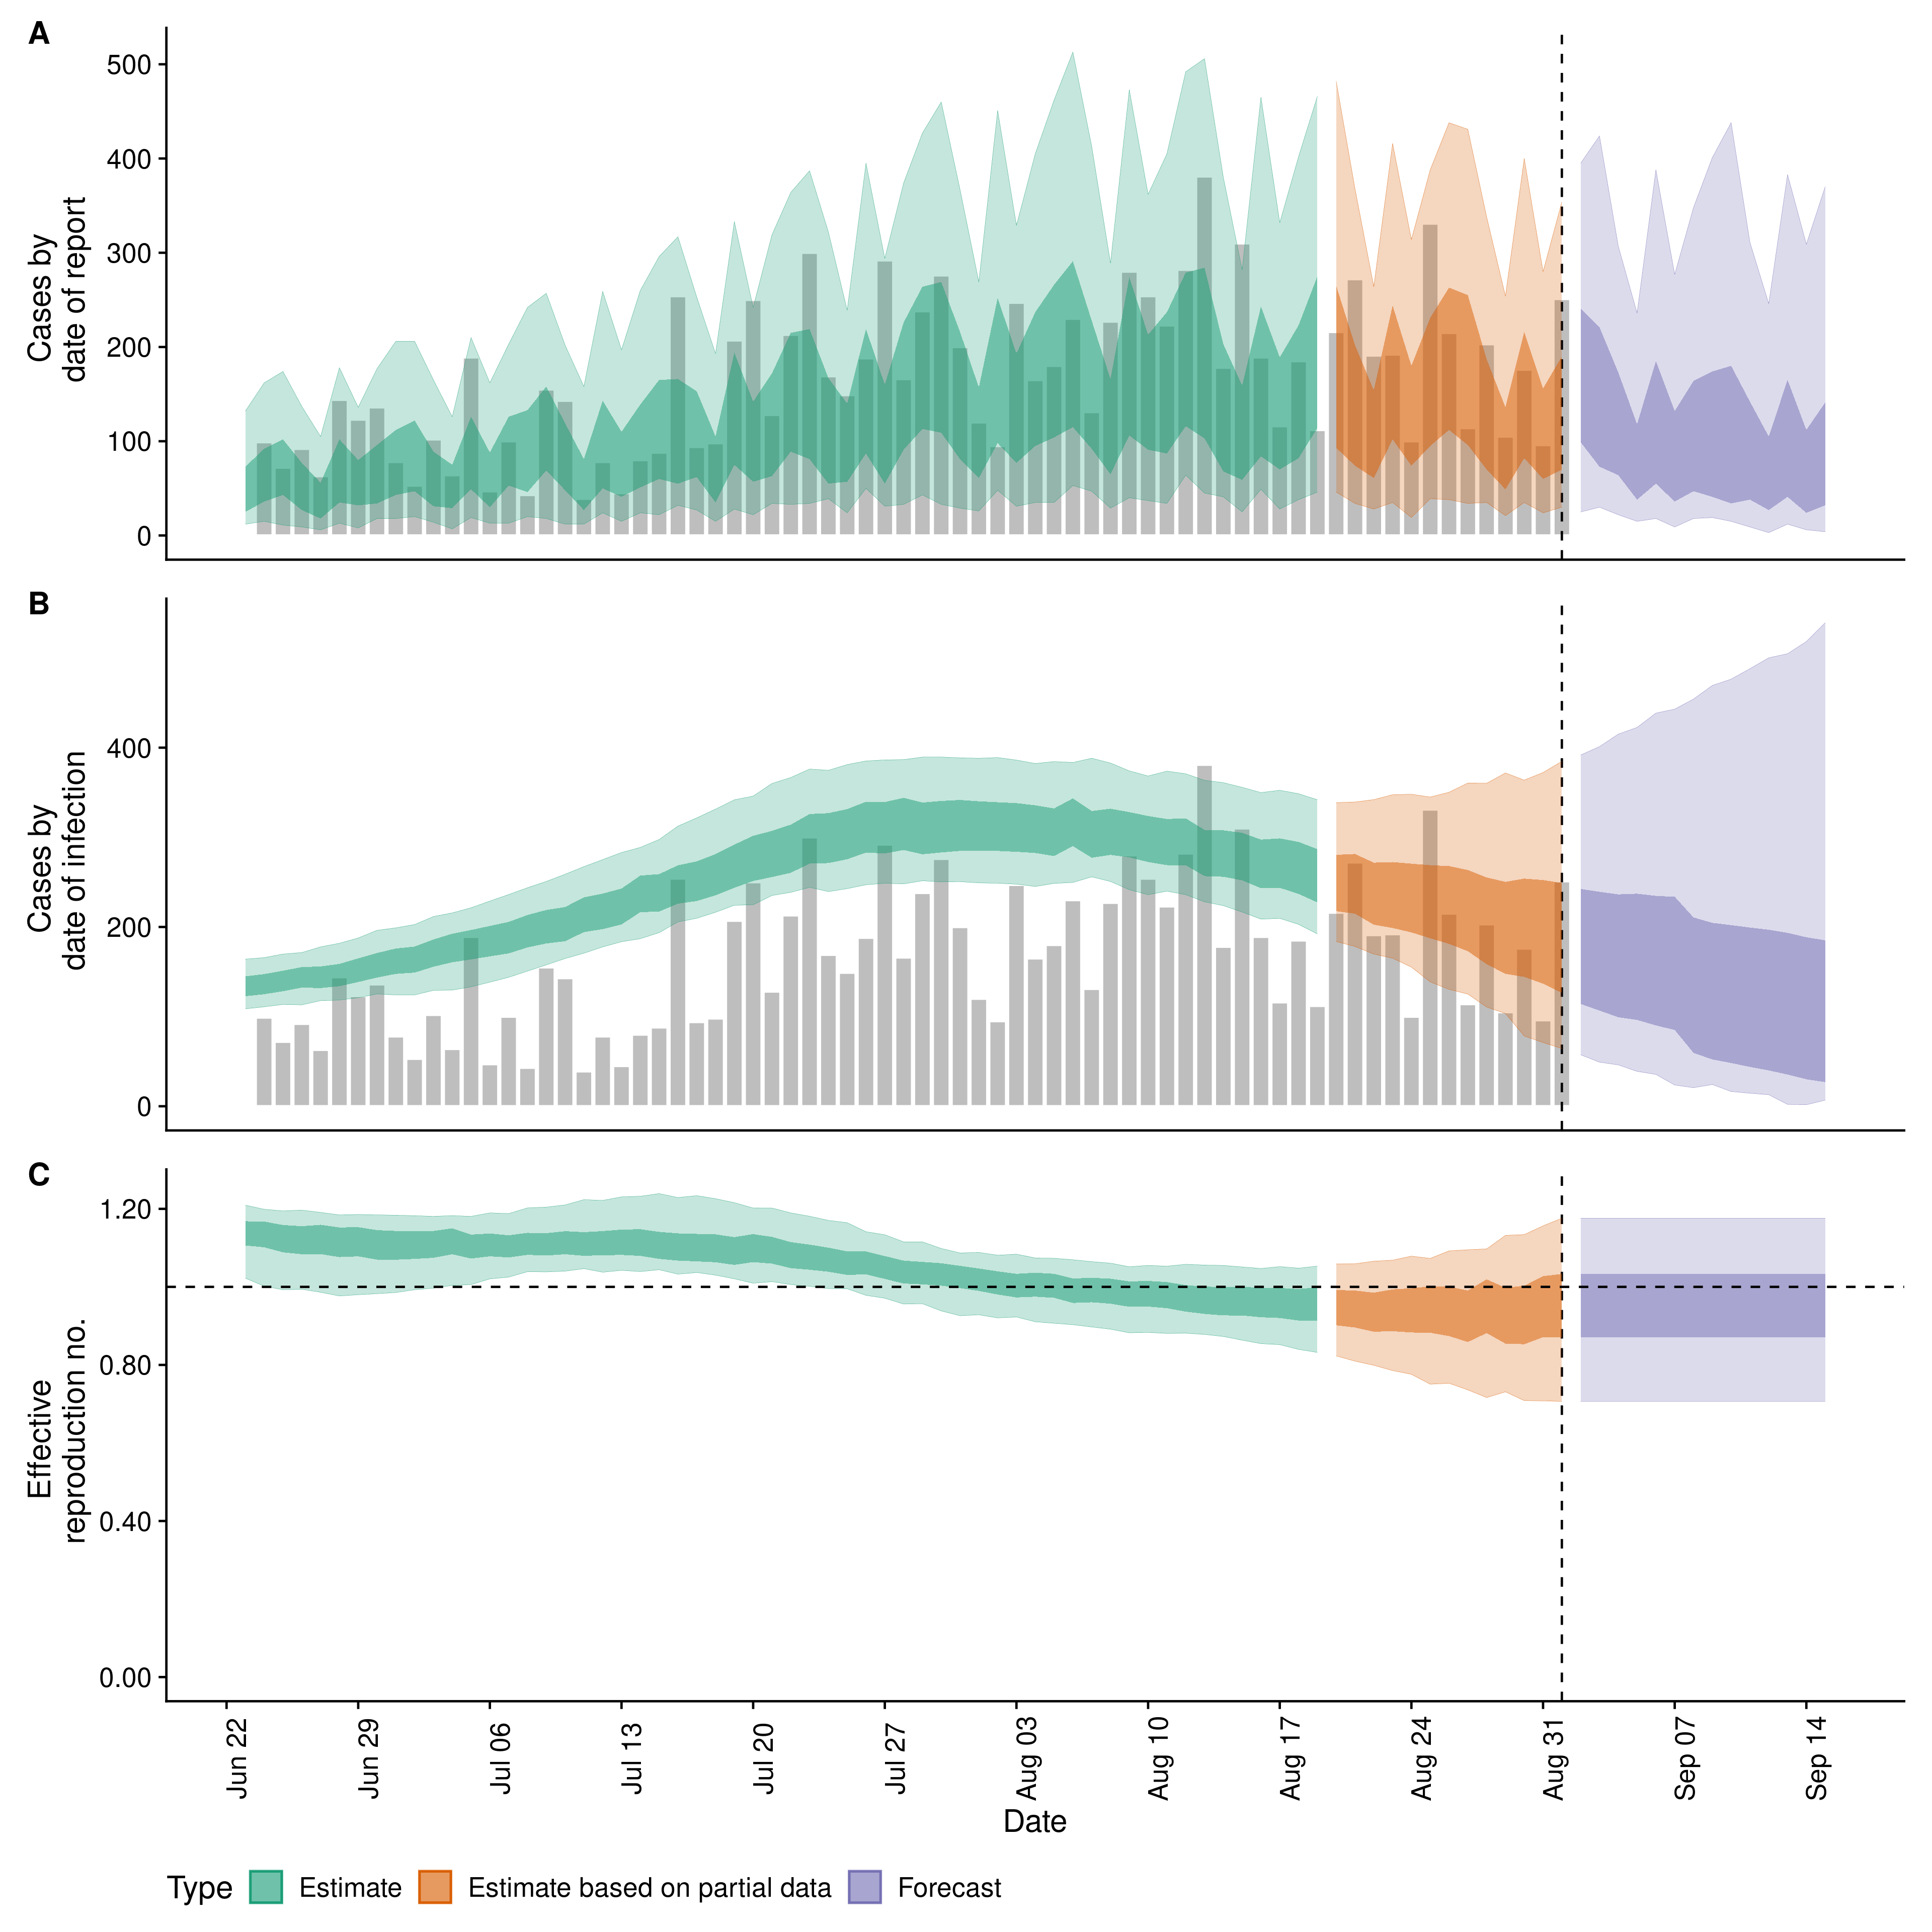 A
Cases by
date of report
500
400
300
200
100
0
B
Cases by
date of infection
400
200
0
C
Effective
reproduction no.
1.20
0.80
0.40
0.00
Jun 22
Jun 29
Jul 06
Jul 13
Jul 20
Jul 27
Aug 03
Aug 10
Aug 17
Aug 24
Aug 31
Sep 07
Sep 14
Date
Type Estimate Estimate based on partial data Forecast